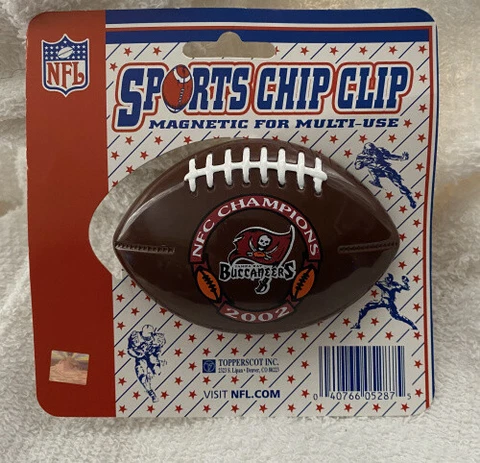 NFL
SPORTS CHIP CLIP
MAGNETIC FOR MULTI-USE
NFC CHAMPIONS
BUCCANEERS
2002
TOPPERSCOT INC.
VISIT NFL.COM
0 40766 05287 5